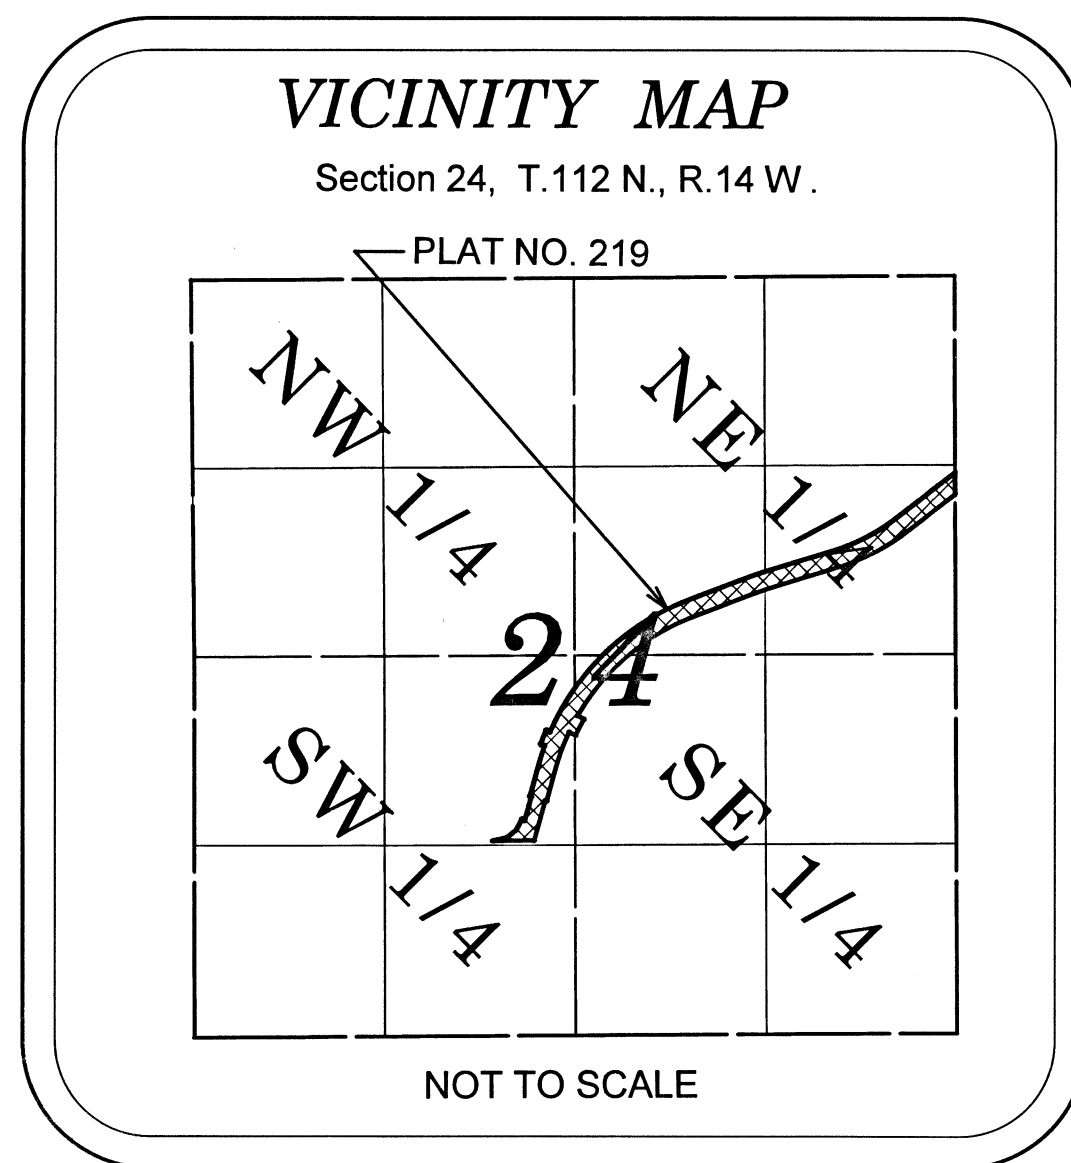 VICINITY MAP
Section 24, T.112 N., R.14 W.
PLAT NO. 219
NW 1/4
NE 1/4
24
SW 1/4
SE 1/4
NOT TO SCALE